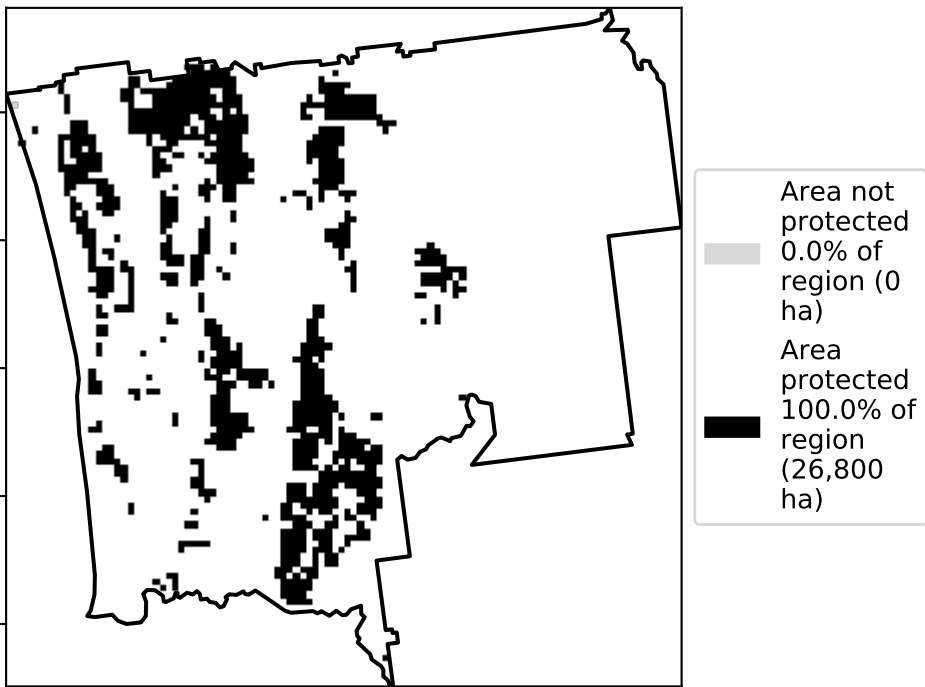 Area not
protected
0.0% of
region (0
ha)
Area
protected
100.0% of
region
(26,800
ha)